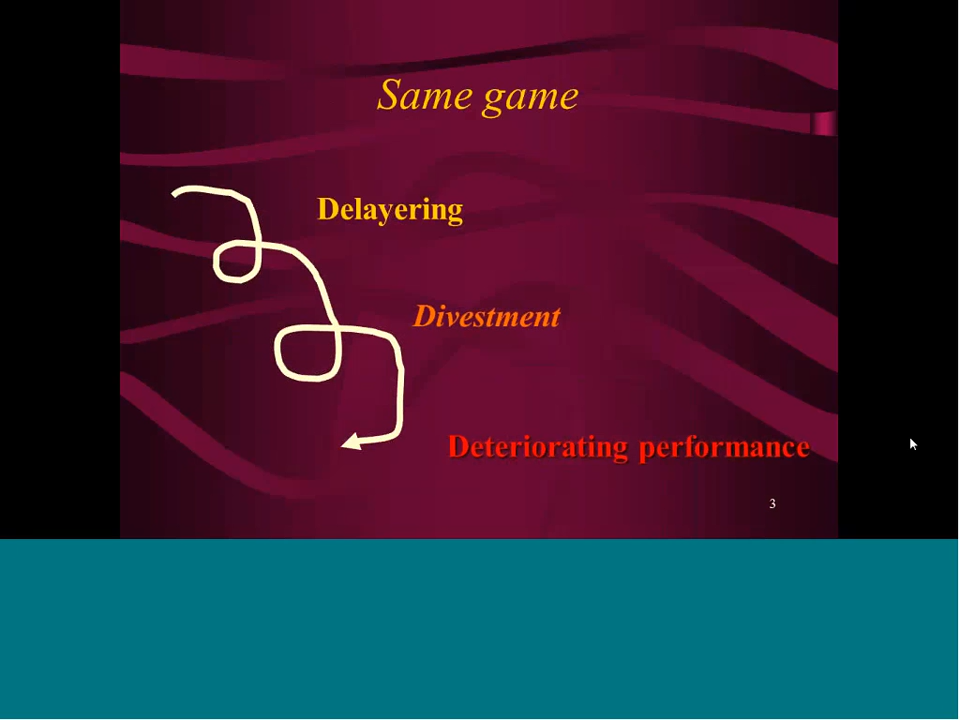 Same game
Delayering
Divestment
Deteriorating performance
3